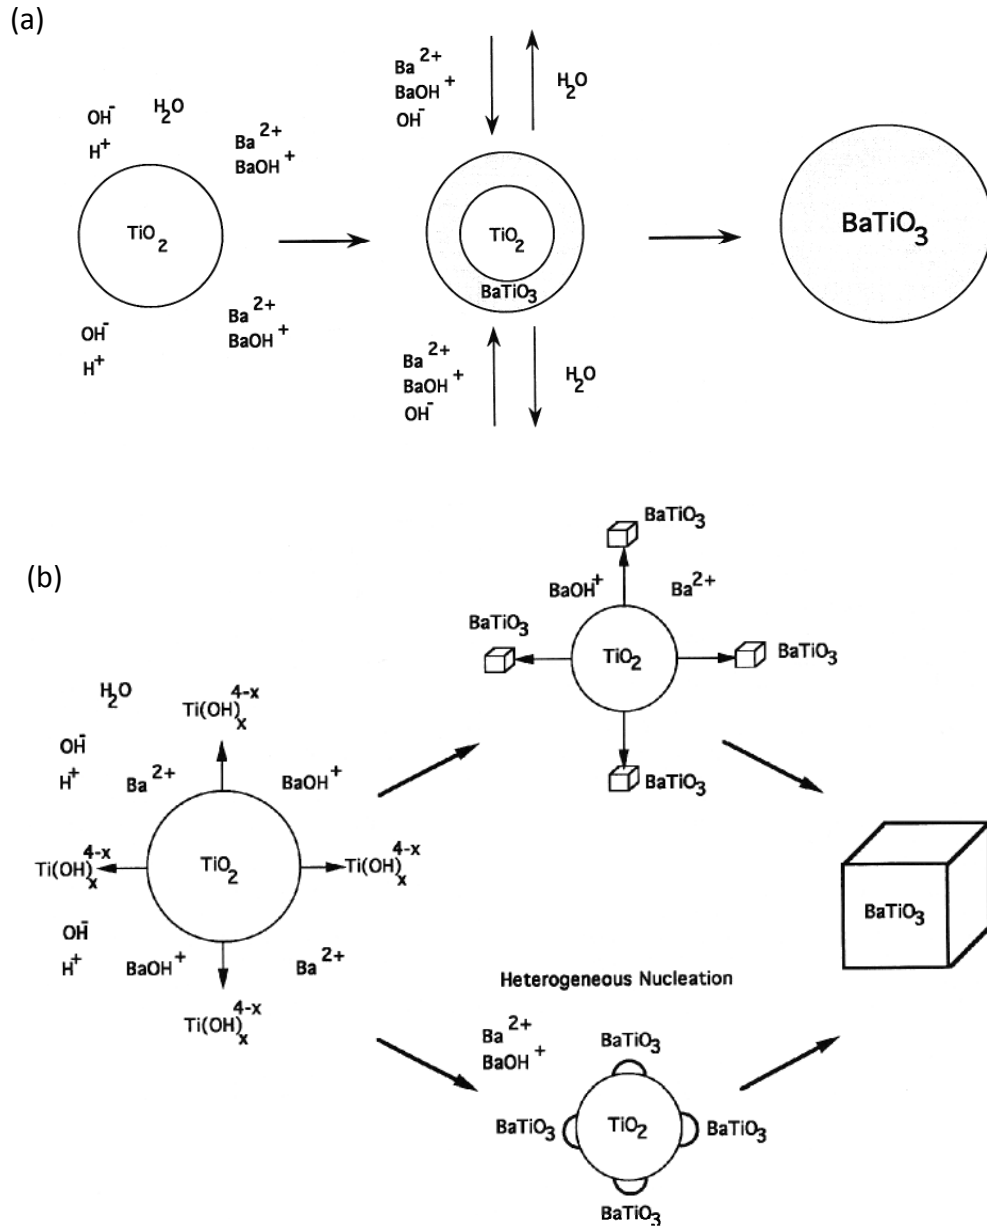 (a)
OH⁻ H₂O
H⁺
Ba²⁺
BaOH⁺
TiO₂
OH⁻
H⁺
Ba²⁺
BaOH⁺
Ba²⁺
BaOH⁺
OH⁻
H₂O
TiO₂
BaTiO₃
Ba²⁺
BaOH⁺
OH⁻
H₂O
BaTiO₃
(b)
H₂O
Ti(OH)ₓ⁴⁻ˣ
OH⁻
H⁺
Ba²⁺ BaOH⁺
Ti(OH)ₓ⁴⁻ˣ TiO₂ Ti(OH)ₓ⁴⁻ˣ
OH⁻
H⁺
BaOH⁺ Ba²⁺
Ti(OH)ₓ⁴⁻ˣ
BaTiO₃
BaOH⁺ Ba²⁺
BaTiO₃
TiO₂
BaTiO₃
BaTiO₃
BaTiO₃
Heterogeneous Nucleation
Ba²⁺
BaOH⁺
BaTiO₃
BaTiO₃ TiO₂ BaTiO₃
BaTiO₃